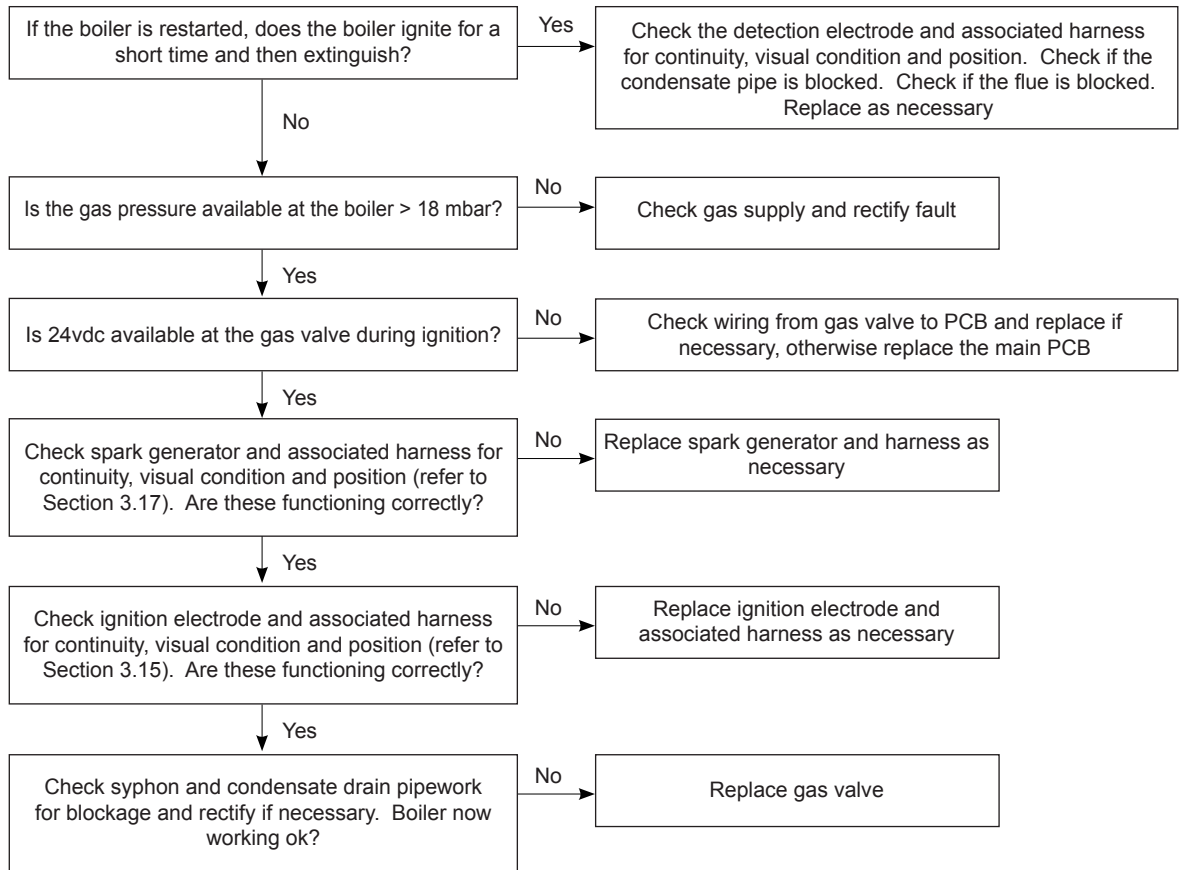 If the boiler is restarted, does the boiler ignite for a
short time and then extinguish?
Yes
Check the detection electrode and associated harness
for continuity, visual condition and position.  Check if the
condensate pipe is blocked.  Check if the flue is blocked.
Replace as necessary
No
Is the gas pressure available at the boiler > 18 mbar?
No
Check gas supply and rectify fault
Yes
Is 24vdc available at the gas valve during ignition?
No
Check wiring from gas valve to PCB and replace if
necessary, otherwise replace the main PCB
Yes
Check spark generator and associated harness for
continuity, visual condition and position (refer to
Section 3.17).  Are these functioning correctly?
No
Replace spark generator and harness as
necessary
Yes
Check ignition electrode and associated harness
for continuity, visual condition and position (refer to
Section 3.15).  Are these functioning correctly?
No
Replace ignition electrode and
associated harness as necessary
Yes
Check syphon and condensate drain pipework
for blockage and rectify if necessary.  Boiler now
working ok?
No
Replace gas valve